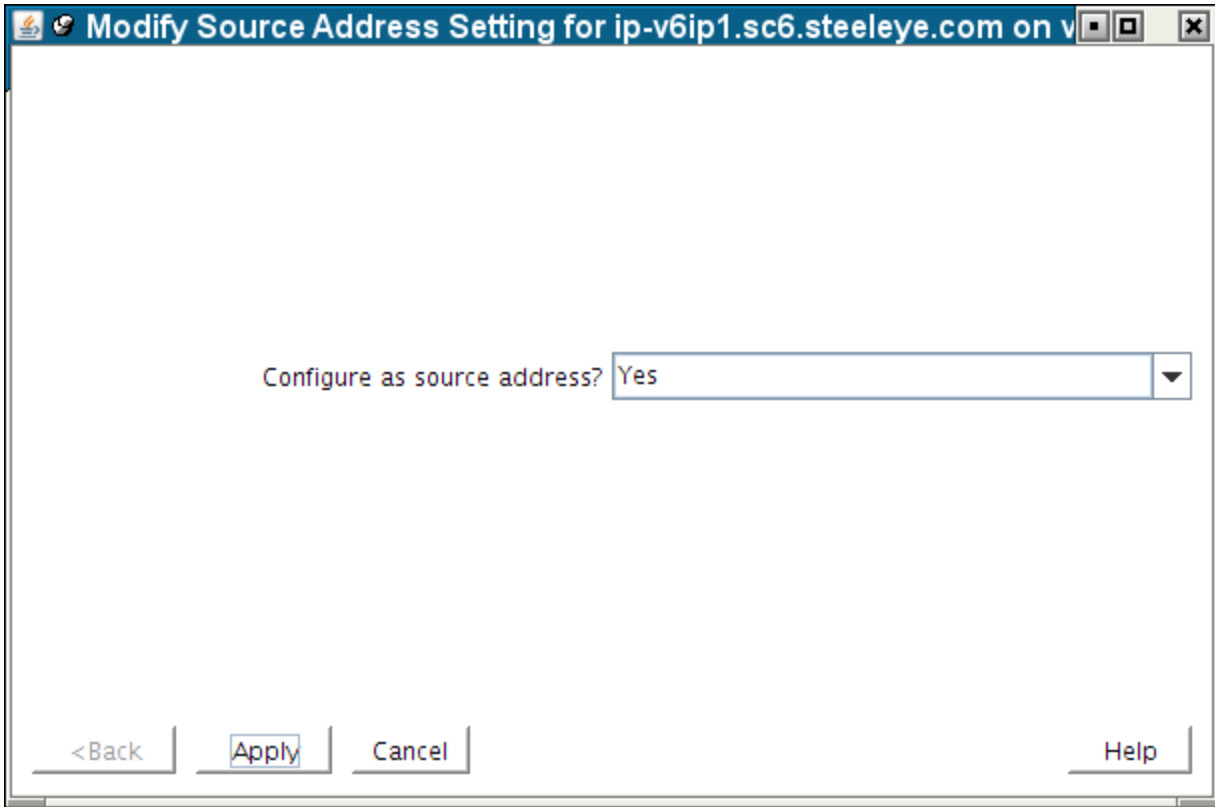 Modify Source Address Setting for ip-v6ip1.sc6.steeleye.com on v
Configure as source address? Yes
<Back Apply Cancel Help